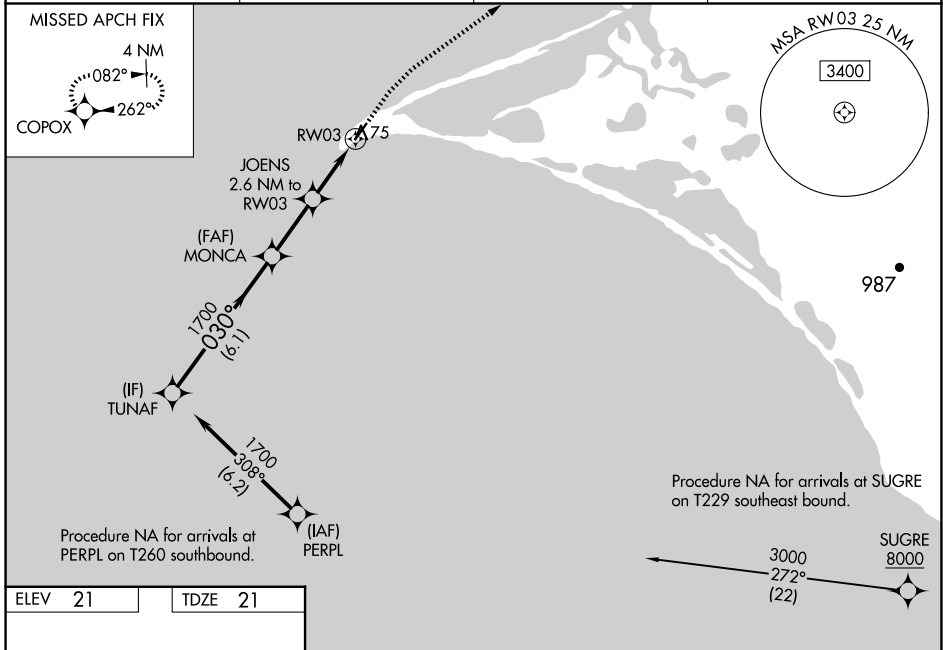 MISSED APCH FIX
4 NM
082°
262°
COPOX
MSA RW03 25 NM
3400
RW03
75
JOENS
2.6 NM to
RW03
(FAF)
MONCA
987
1700
030°
(6.1)
(IF)
TUNAF
1700
308°
(6.2)
(IAF)
PERPL
Procedure NA for arrivals at
PERPL on T260 southbound.
Procedure NA for arrivals at SUGRE
on T229 southeast bound.
SUGRE
8000
3000
272°
(22)
ELEV 21
TDZE 21